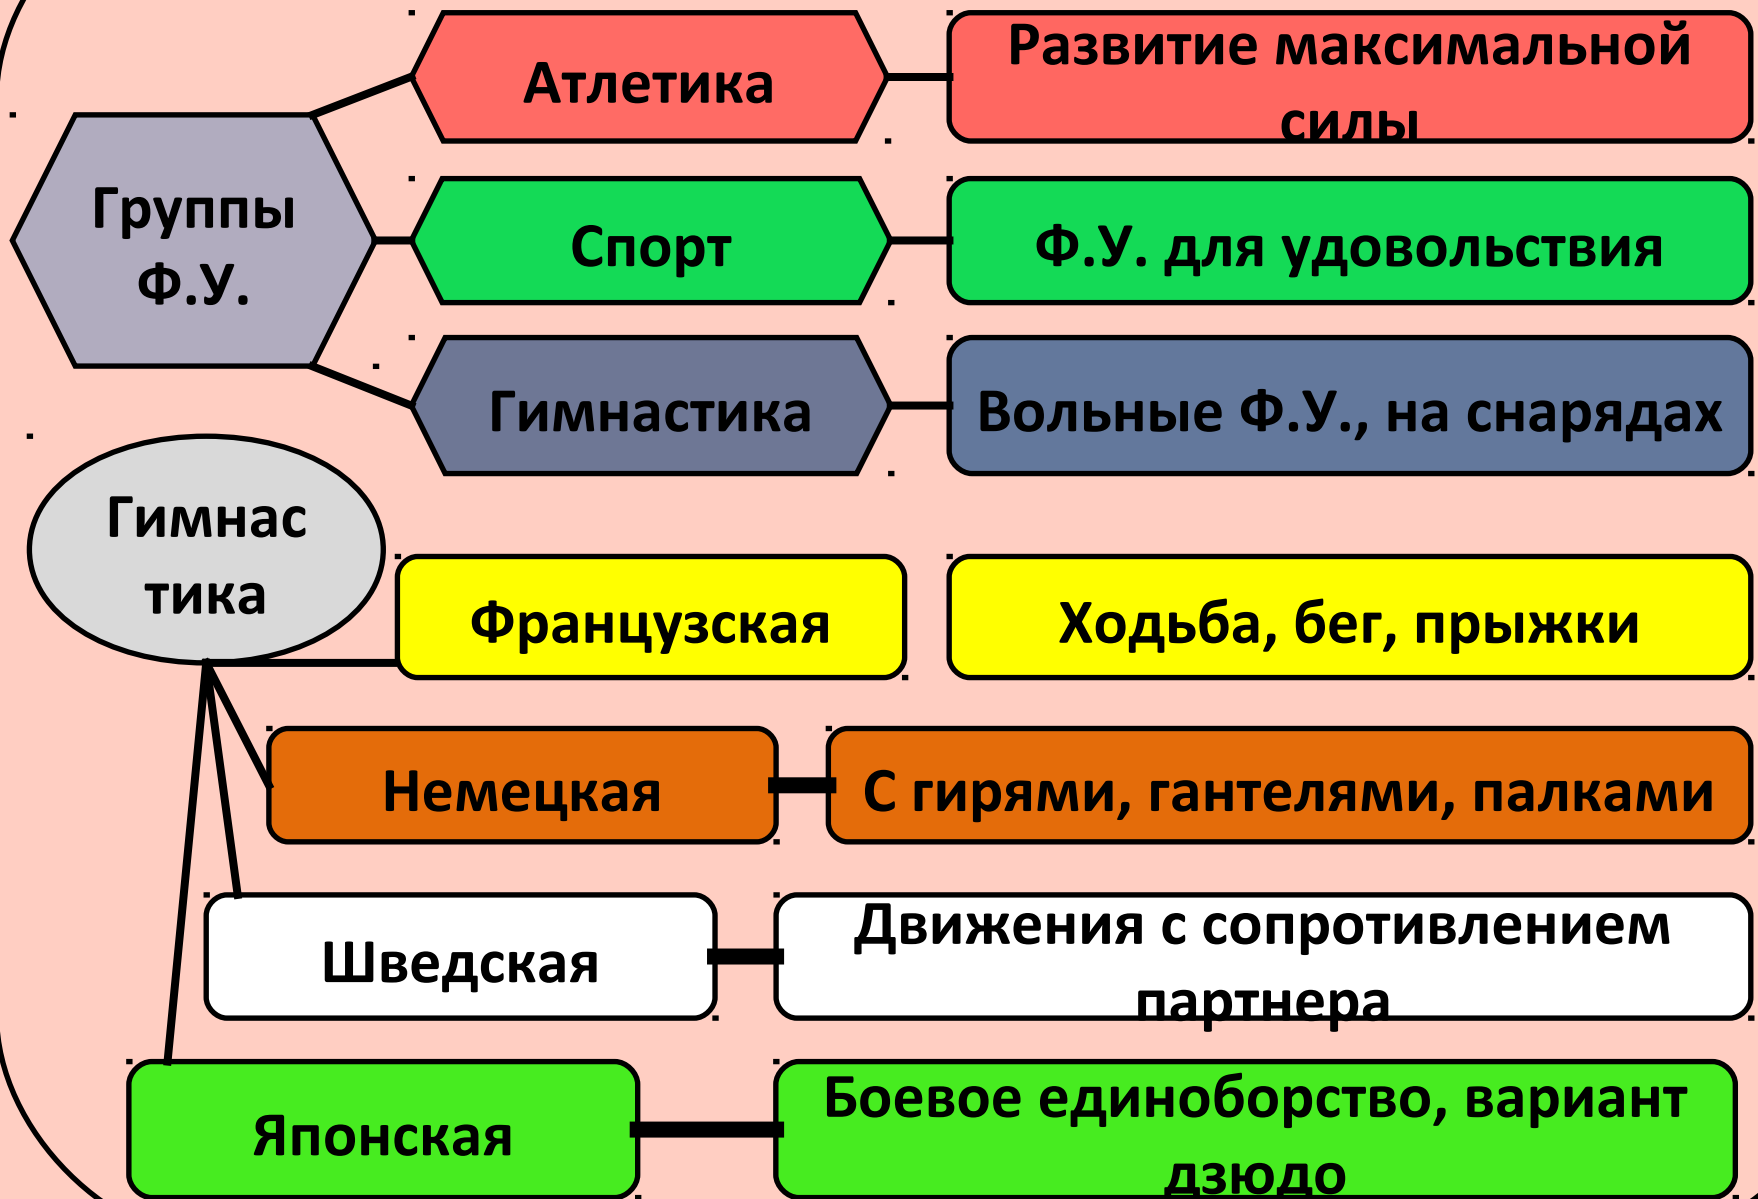 Атлетика
Развитие максимальной
силы
Группы
Ф.У.
Спорт
Ф.У. для удовольствия
Гимнастика
Вольные Ф.У., на снарядах
Гимнас
тика
Французская
Ходьба, бег, прыжки
Немецкая
С гирями, гантелями, палками
Шведская
Движения с сопротивлением
партнера
Японская
Боевое единоборство, вариант
дзюдо